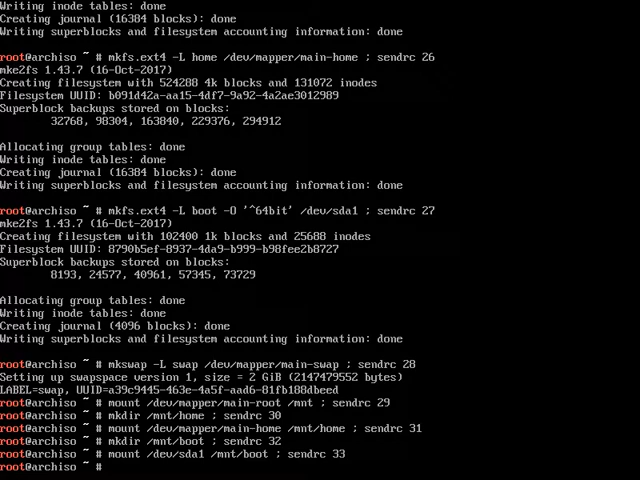 Writing inode tables: done
Creating journal (16384 blocks): done
Writing superblocks and filesystem accounting information: done
root@archiso ~ # mkfs.ext4 -L home /dev/mapper/main-home ; sendrc 26
mke2fs 1.43.7 (16-Oct-2017)
Creating filesystem with 524288 4k blocks and 131072 inodes
Filesystem UUID: b091d42a-aa15-4df7-9a92-4a2ae3012989
Superblock backups stored on blocks:
32768, 98304, 163840, 229376, 294912
Allocating group tables: done
Writing inode tables: done
Creating journal (16384 blocks): done
Writing superblocks and filesystem accounting information: done
root@archiso ~ # mkfs.ext4 -L boot -O '^64bit' /dev/sda1 ; sendrc 27
mke2fs 1.43.7 (16-Oct-2017)
Creating filesystem with 102400 1k blocks and 25688 inodes
Filesystem UUID: 8790b5ef-8937-4da9-b999-b98fee2b8727
Superblock backups stored on blocks:
8193, 24577, 40961, 57345, 73729
Allocating group tables: done
Writing inode tables: done
Creating journal (4096 blocks): done
Writing superblocks and filesystem accounting information: done
root@archiso ~ # mkswap -L swap /dev/mapper/main-swap ; sendrc 28
Setting up swapspace version 1, size = 2 GiB (2147479552 bytes)
LABEL=swap, UUID=a39c9445-463e-4a5f-aad6-81fb188dbeed
root@archiso ~ # mount /dev/mapper/main-root /mnt ; sendrc 29
root@archiso ~ # mkdir /mnt/home ; sendrc 30
root@archiso ~ # mount /dev/mapper/main-home /mnt/home ; sendrc 31
root@archiso ~ # mkdir /mnt/boot ; sendrc 32
root@archiso ~ # mount /dev/sda1 /mnt/boot ; sendrc 33
root@archiso ~ #